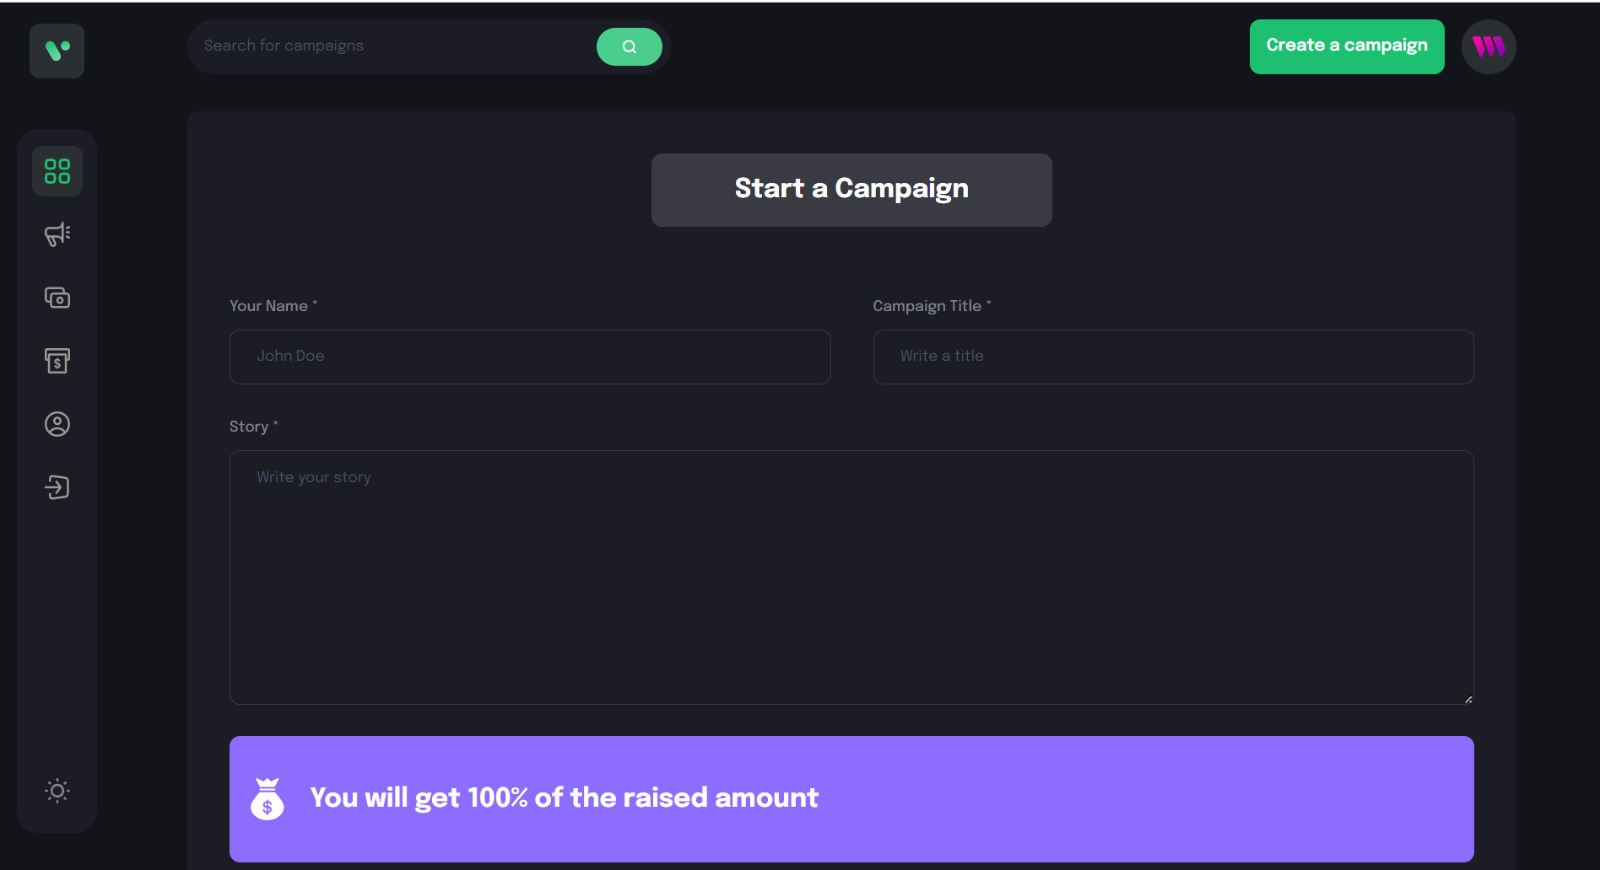 Search for campaigns
Create a campaign
Start a Campaign
Your Name *
Campaign Title *
John Doe
Write a title
Story *
Write your story
You will get 100% of the raised amount